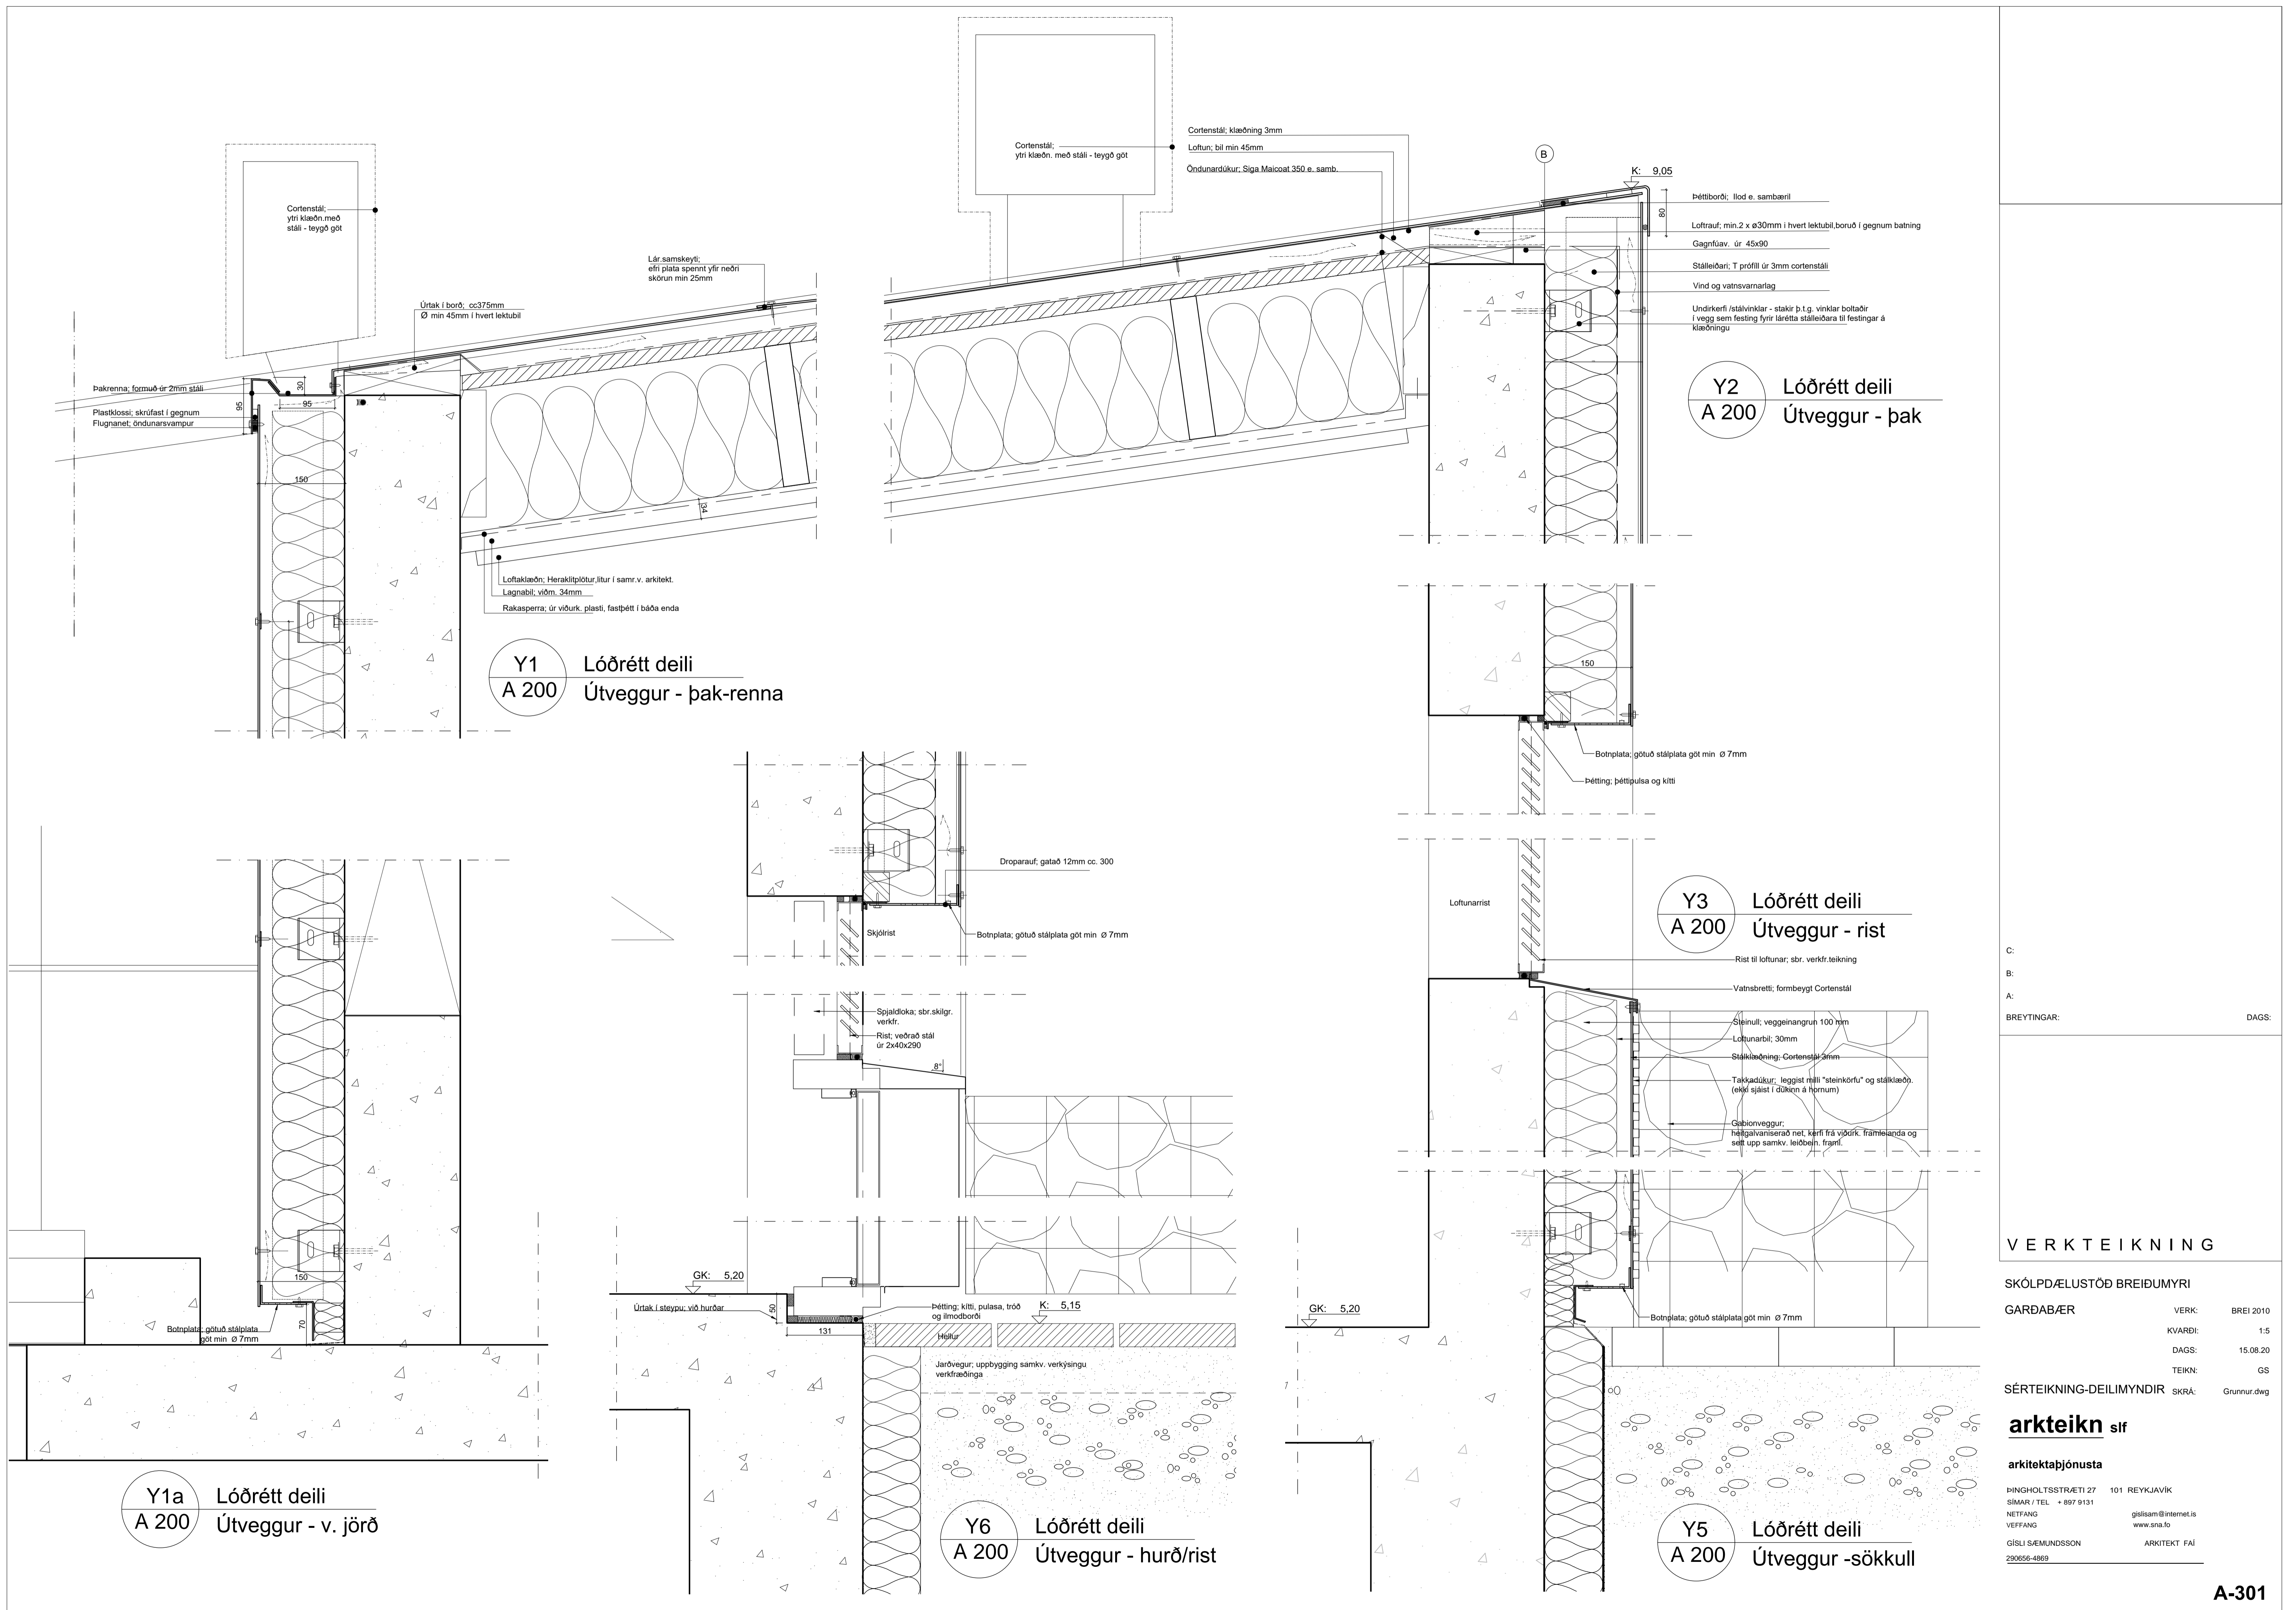 Cortenstál;
ytri klæðn.með
stáli - teygð göt
Þakrenna; formuð úr 2mm stáli
Plastklossi; skrúfast í gegnum
Flugnanet; öndunarsvampur
95
30
95
150
Úrtak í borð; cc375mm
Ø min 45mm í hvert lektubil
Lár.samskeyti;
efri plata spennt yfir neðri
skörun min 25mm
34
Loftaklæðn; Heraklitplötur,litur í samr.v. arkitekt.
Lagnabil; viðm. 34mm
Rakasperra; úr viðurk. plasti, fastþétt í báða enda
Y1
A 200
Lóðrétt deili
Útveggur - þak-renna
Cortenstál;
ytri klæðn. með stáli - teygð göt
Cortenstál; klæðning 3mm
Loftun; bil min 45mm
Öndunardúkur; Siga Maicoat 350 e. samb.
B
K: 9,05
80
Þéttiborði; Ilod e. sambæril
Loftrauf; min.2 x ø30mm i hvert lektubil,boruð í gegnum batning
Gagnfúav. úr 45x90
Stálleiðari; T prófíll úr 3mm cortenstáli
Vind og vatnsvarnarlag
Undirkerfi /stálvinklar - stakir þ.t.g. vinklar boltaðir
í vegg sem festing fyrir lárétta stálleiðara til festingar á
klæðningu
Y2
A 200
Lóðrétt deili
Útveggur - þak
150
Botnplata; götuð stálplata göt min Ø 7mm
Þétting; þéttipulsa og kítti
Loftunarrist
Y3
A 200
Lóðrétt deili
Útveggur - rist
Rist til loftunar; sbr. verkfr.teikning
Vatnsbretti; formbeygt Cortenstál
Steinull; veggeinangrun 100 mm
Loftunarbil; 30mm
Stálklæðning; Cortenstál 3mm
Takkadúkur; leggist milli "steinkörfu" og stálklæðn.
(ekki sjáist í dúkinn á hornum)
Gabionveggur;
heitgalvaniserað net, kerfi frá viðurk. framleianda og
sett upp samkv. leiðbein. framl.
GK: 5,20
Botnplata; götuð stálplata göt min Ø 7mm
Y5
A 200
Lóðrétt deili
Útveggur -sökkull
Droparauf; gatað 12mm cc. 300
Skjólrist
Botnplata; götuð stálplata göt min Ø 7mm
Spjaldloka; sbr.skilgr.
verkfr.
Rist; veðrað stál
úr 2x40x290
8°
GK: 5,20
Úrtak í steypu; við hurðar
50
131
Þétting; kítti, pulasa, tróð
og ilmodborði
K: 5,15
Hellur
Jarðvegur; uppbygging samkv. verkýsingu
verkfræðinga
Y6
A 200
Lóðrétt deili
Útveggur - hurð/rist
150
70
Botnplata; götuð stálplata
göt min Ø 7mm
Y1a
A 200
Lóðrétt deili
Útveggur - v. jörð
C:
B:
A:
BREYTINGAR: DAGS:
VERKTEIKNING
SKÓLPDÆLUSTÖÐ BREIÐUMYRI
GARÐABÆR
VERK: BREI 2010
KVARÐI: 1:5
DAGS: 15.08.20
TEIKN: GS
SÉRTEIKNING-DEILIMYNDIR SKRÁ: Grunnur.dwg
arkteikn slf
arkitektaþjónusta
ÞINGHOLTSSTRÆTI 27 101 REYKJAVÍK
SÍMAR / TEL + 897 9131
NETFANG gislisam@internet.is
VEFFANG www.sna.fo
GÍSLI SÆMUNDSSON ARKITEKT FAÍ
290656-4869
A-301